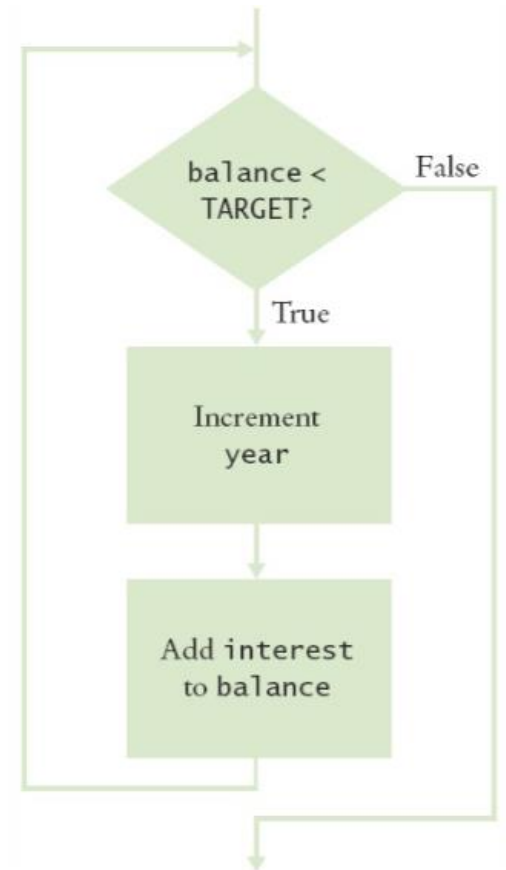 balance <
TARGET?
False
True
Increment
year
Add interest
to balance